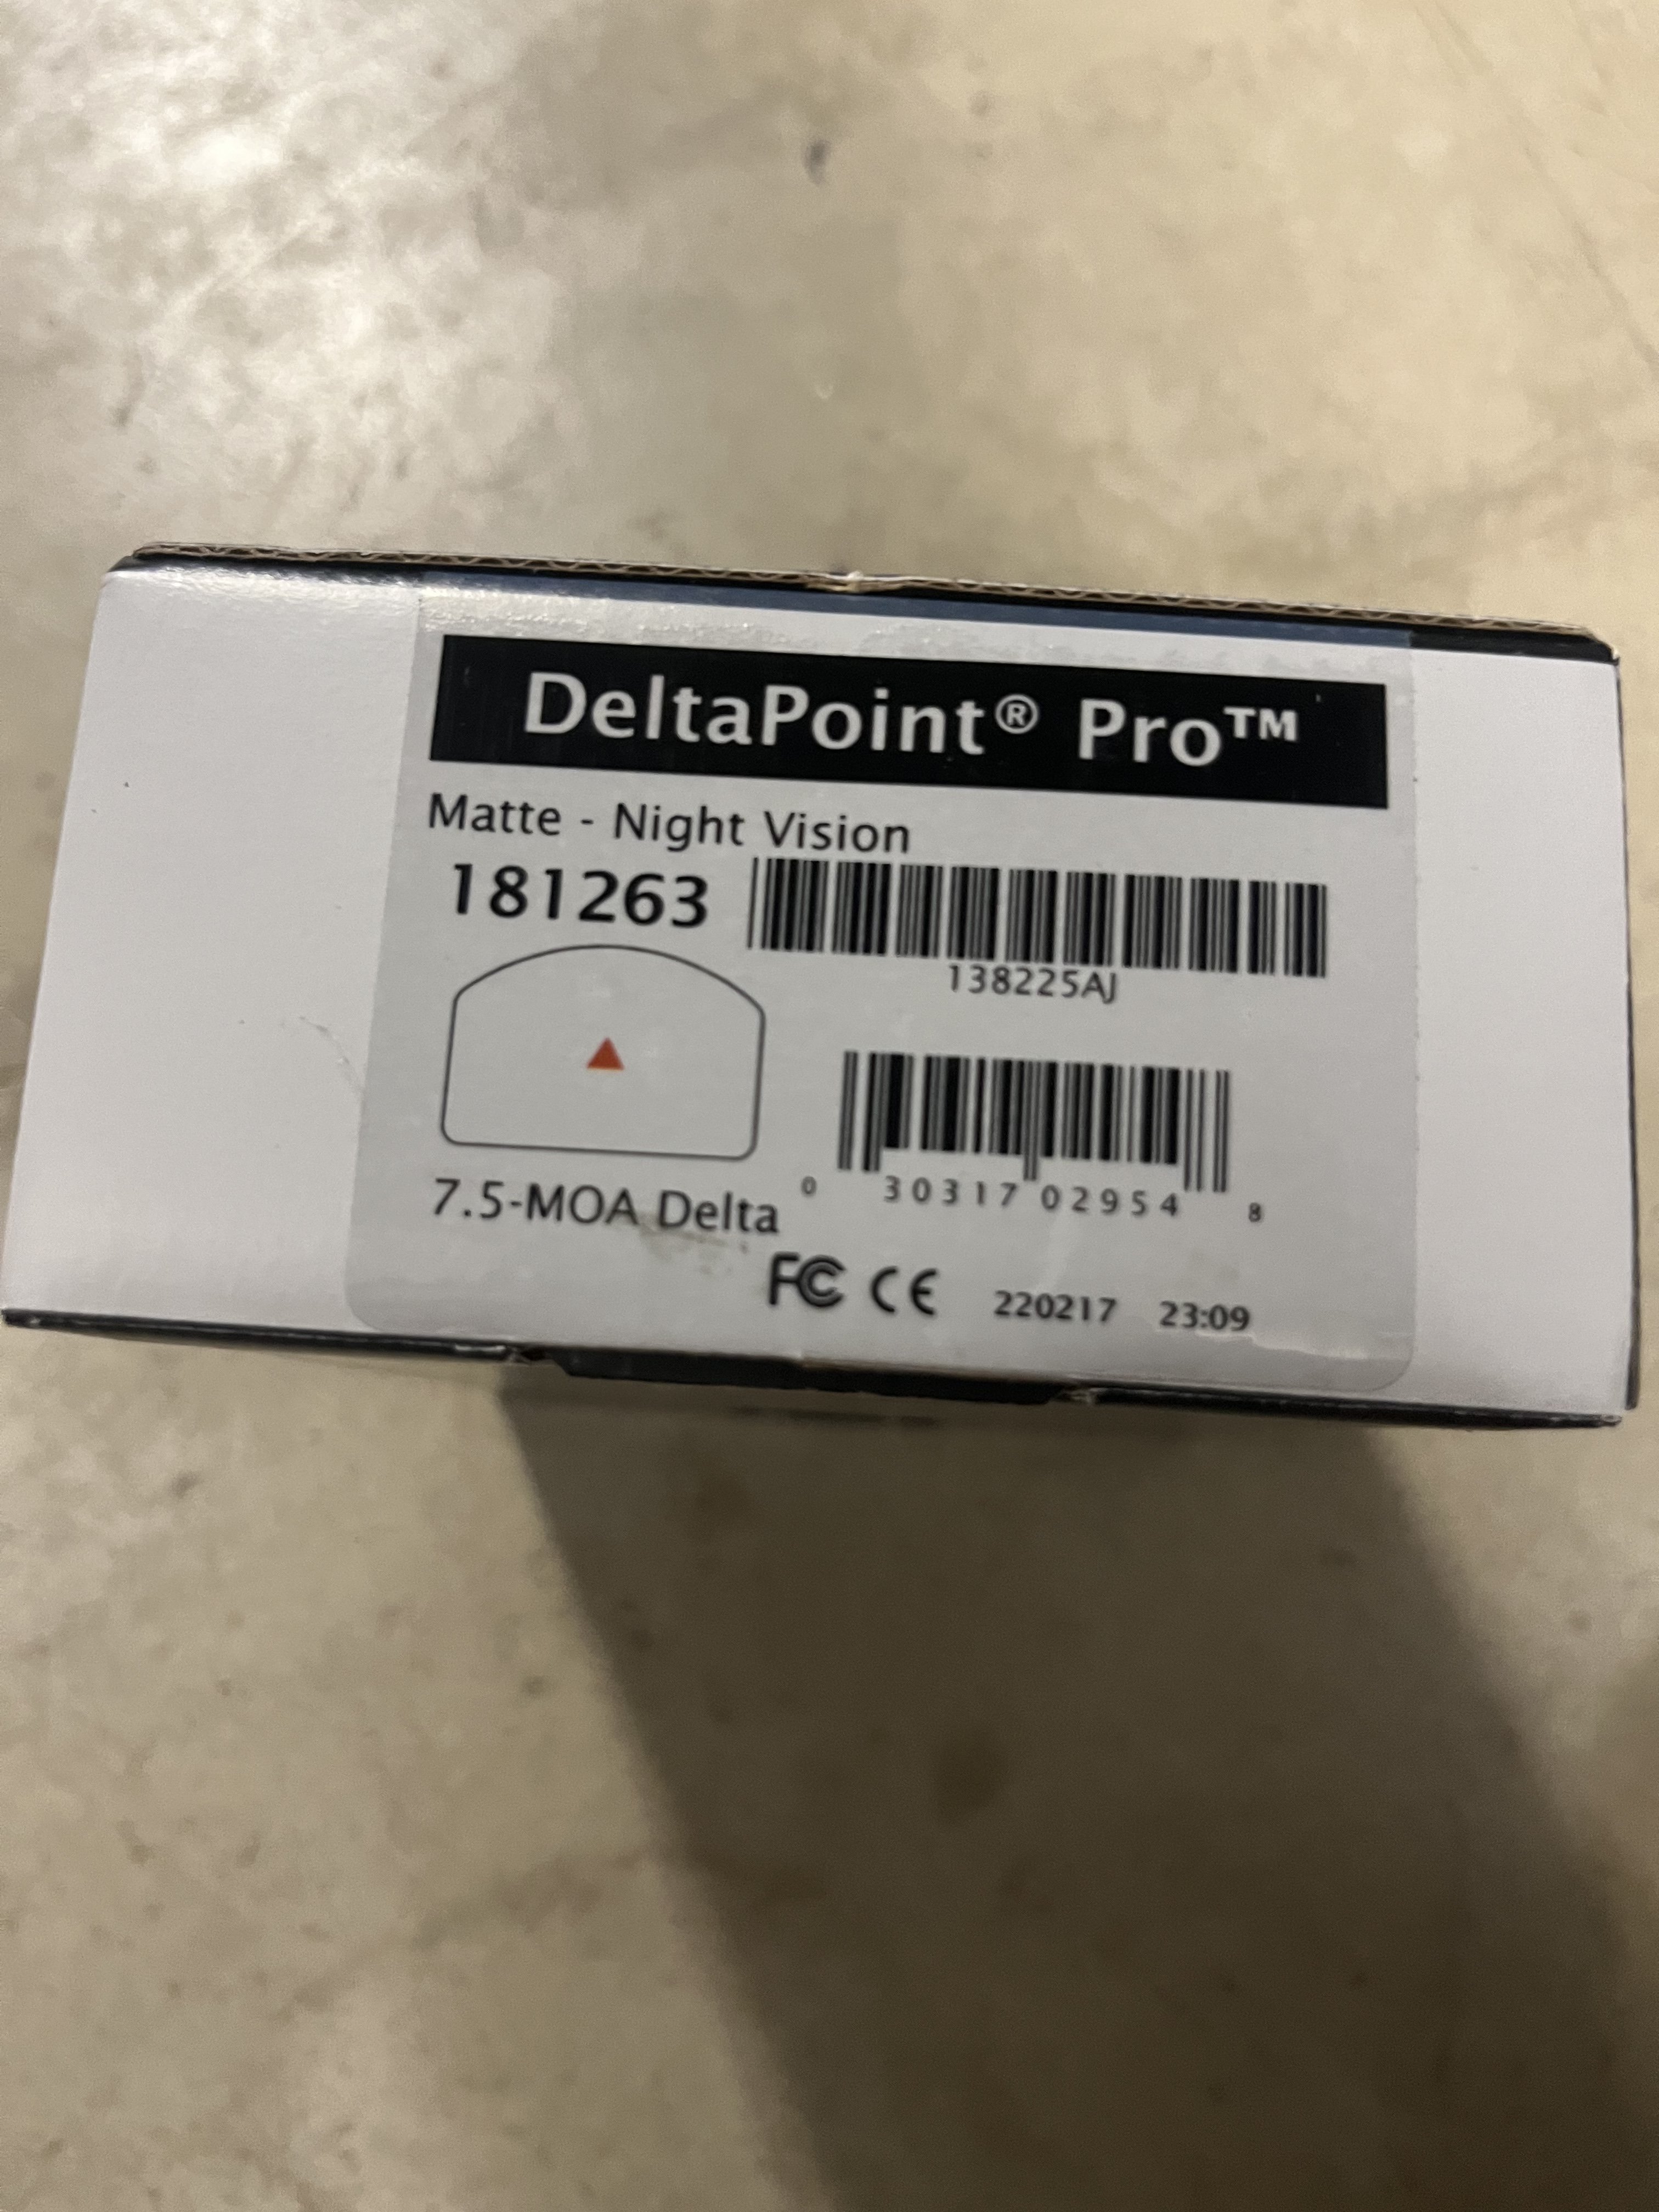 DeltaPoint® Pro™
Matte - Night Vision
181263
138225AJ
7.5-MOA Delta
0 30317 02954 8
FC CE 220217 23:09